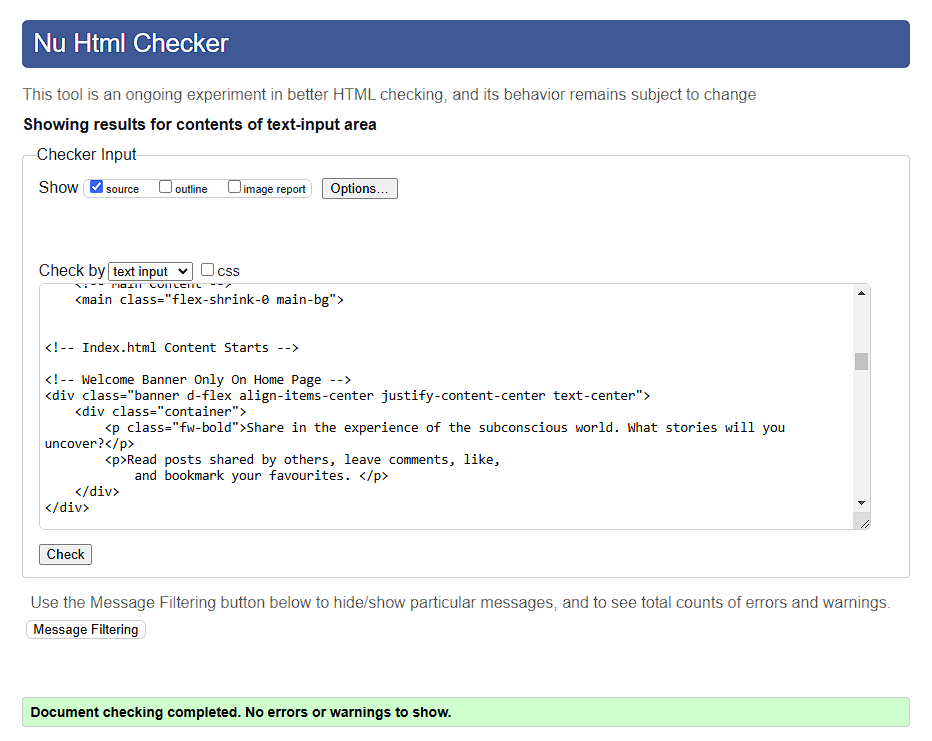 Nu Html Checker
This tool is an ongoing experiment in better HTML checking, and its behavior remains subject to change
Showing results for contents of text-input area
Checker Input
Show source outline image report Options...
Check by text input css
<!-- Main Content -->
<main class="flex-shrink-0 main-bg">
<!-- Index.html Content Starts -->
<!-- Welcome Banner Only On Home Page -->
<div class="banner d-flex align-items-center justify-content-center text-center">
<div class="container">
<p class="fw-bold">Share in the experience of the subconscious world. What stories will you
uncover?</p>
<p>Read posts shared by others, leave comments, like,
and bookmark your favourites. </p>
</div>
</div>
Check
Use the Message Filtering button below to hide/show particular messages, and to see total counts of errors and warnings.
Message Filtering
Document checking completed. No errors or warnings to show.